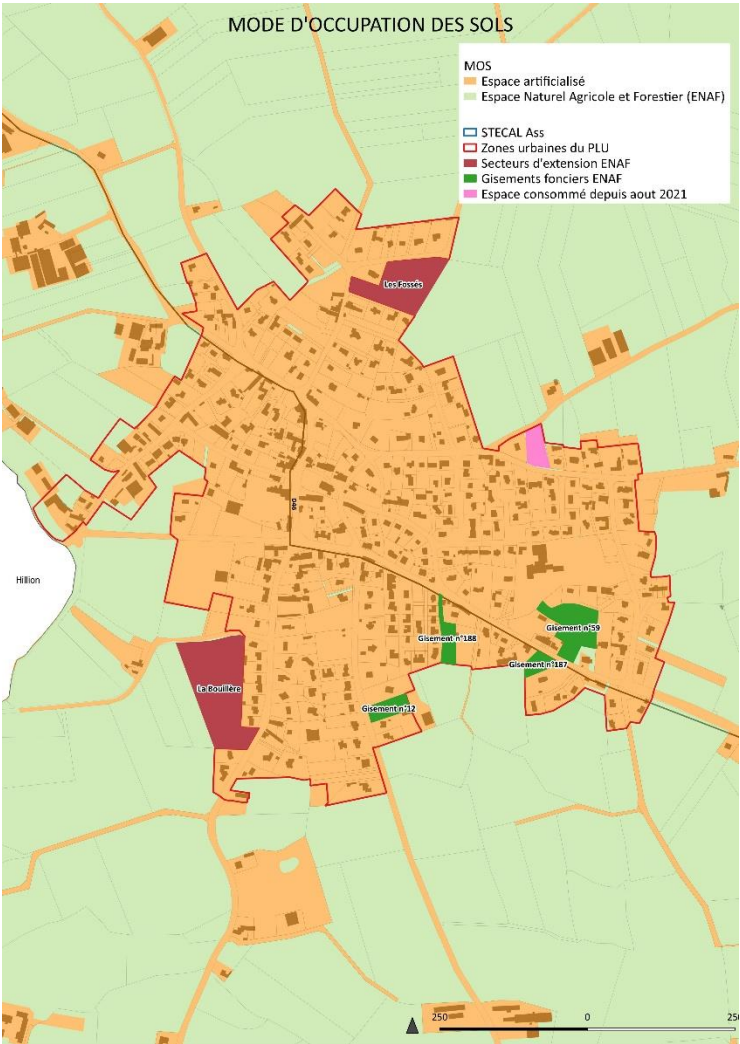 MODE D'OCCUPATION DES SOLS
MOS
Espace artificialisé
Espace Naturel Agricole et Forestier (ENAF)
STECAL Ass
Zones urbaines du PLU
Secteurs d'extension ENAF
Gisements fonciers ENAF
Espace consommé depuis aout 2021
Les Fossés
D46
Hillion
Gisement n°59
Gisement n°188
Gisement n°187
La Bouillère
Gisement n°12
250 0 250